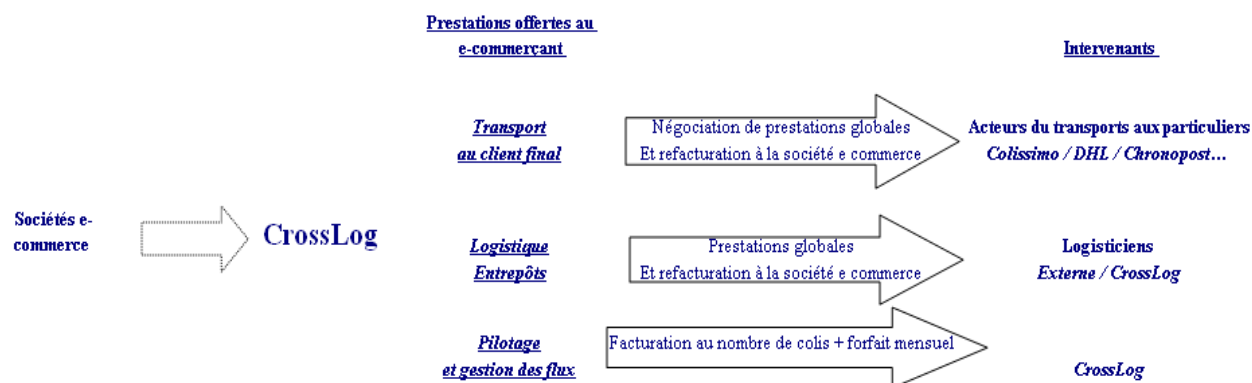 Prestations offertes au
e-commerçant
Intervenants
Transport
au client final
Négociation de prestations globales
Et refacturation à la société e commerce
Acteurs du transports aux particuliers
Colissimo / DHL / Chronopost...
Sociétés e-
commerce
CrossLog
Logistique
Entrepôts
Prestations globales
Et refacturation à la société e commerce
Logisticiens
Externe / CrossLog
Pilotage
et gestion des flux
Facturation au nombre de colis + forfait mensuel
CrossLog